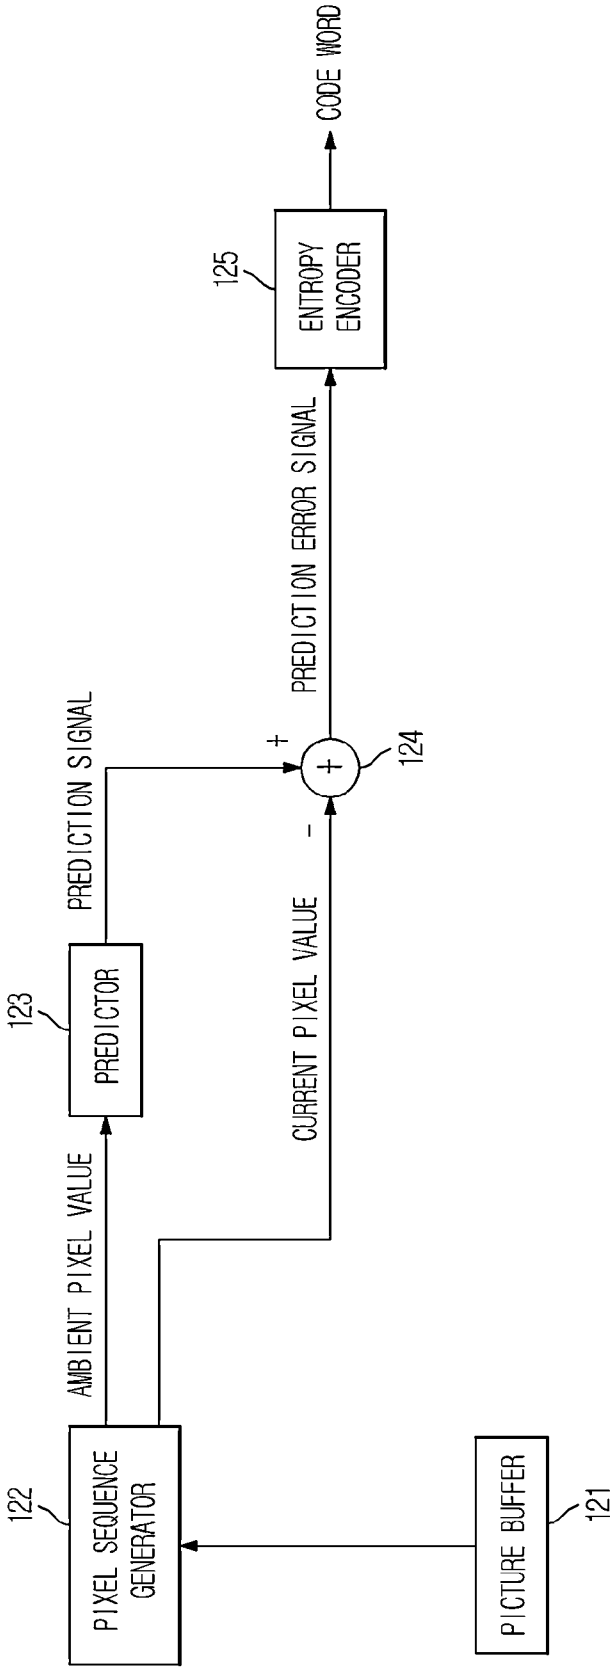 122
PIXEL SEQUENCE
GENERATOR
AMBIENT PIXEL VALUE
123
PREDICTOR
PREDICTION SIGNAL
+
CURRENT PIXEL VALUE
-
+
124
PREDICTION ERROR SIGNAL
125
ENTROPY
ENCODER
CODE WORD
PICTURE BUFFER
121